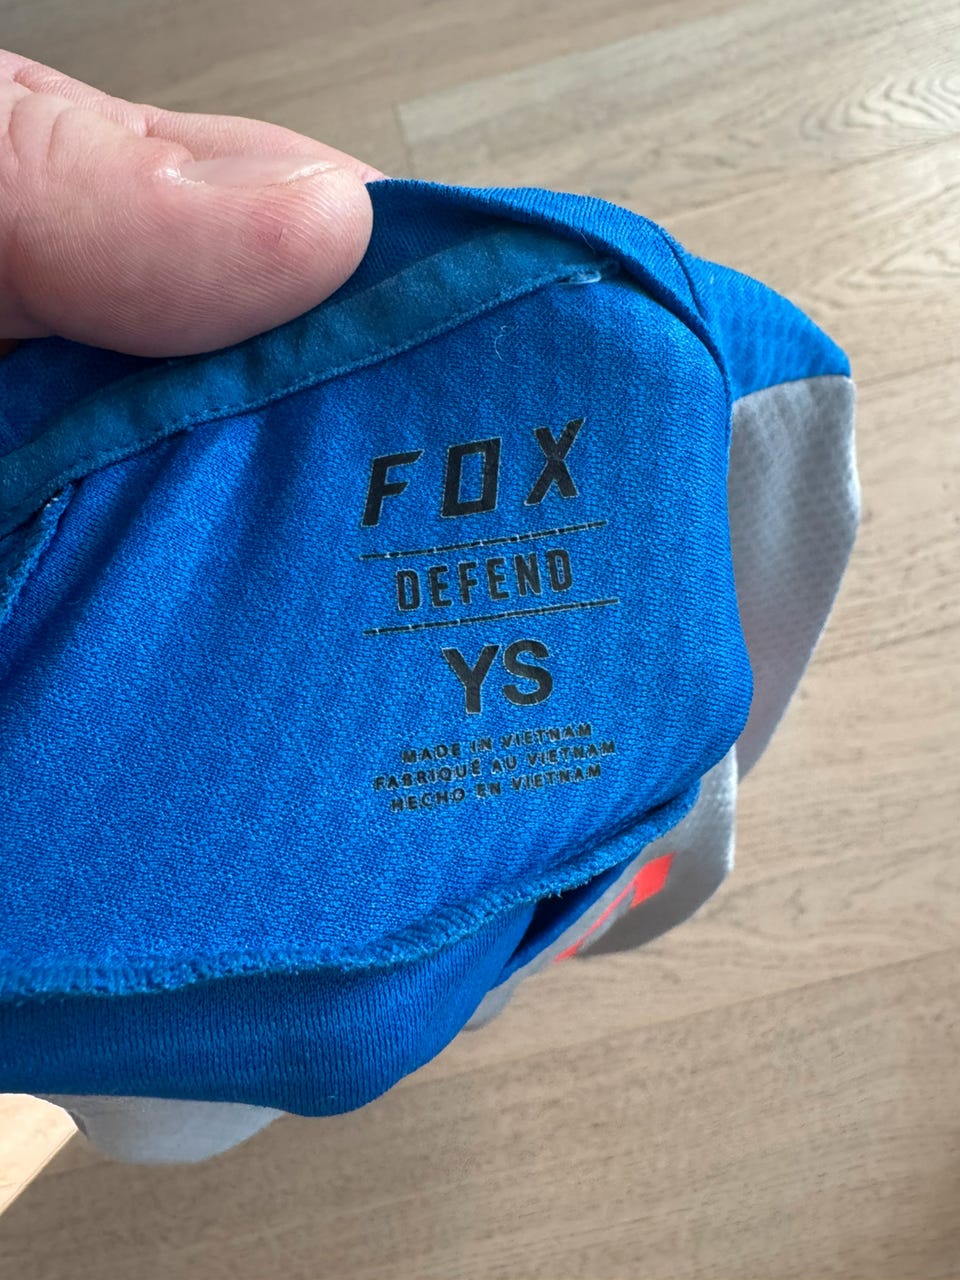 FOX
DEFEND
YS
MADE IN VIETNAM
FABRIQUÉ AU VIETNAM
HECHO EN VIETNAM